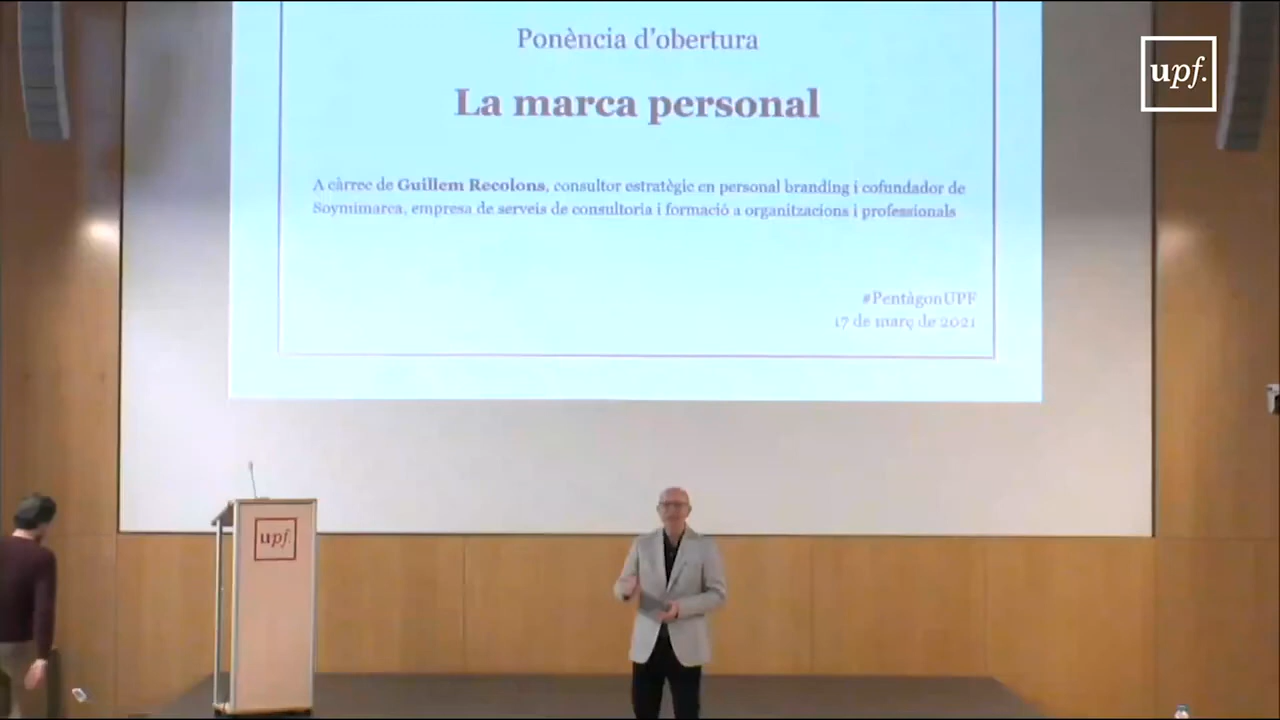 Ponència d'obertura
upf.
La marca personal
A càrrec de Guillem Recolons, consultor estratègic en personal branding i cofundador de
Soymimarca, empresa de serveis de consultoria i formació a organitzacions i professionals
#PentàgonUPF
17 de març de 2021
upf.